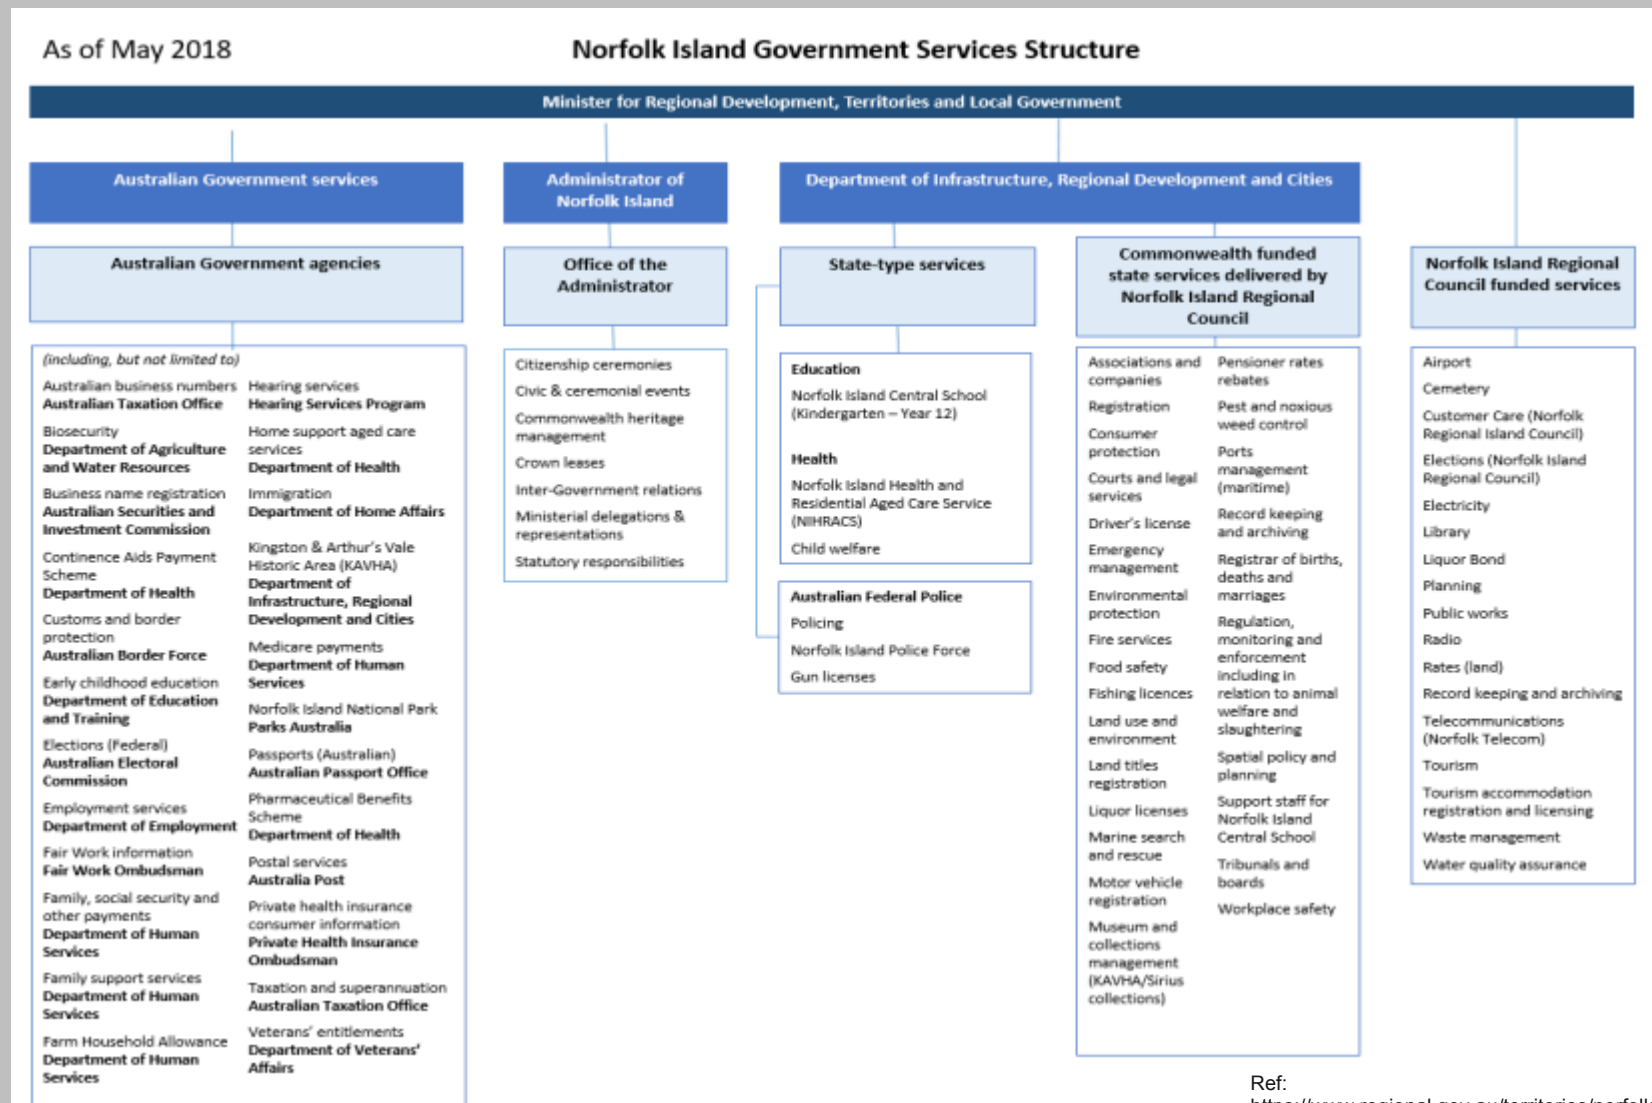 As of May 2018
Norfolk Island Government Services Structure
Minister for Regional Development, Territories and Local Government
Australian Government services
Australian Government agencies
(including, but not limited to)
Australian business numbers
Australian Taxation Office
Biosecurity
Department of Agriculture
and Water Resources
Business name registration
Australian Securities and
Investment Commission
Continence Aids Payment
Scheme
Department of Health
Customs and border
protection
Australian Border Force
Early childhood education
Department of Education
and Training
Elections (Federal)
Australian Electoral
Commission
Employment services
Department of Employment
Fair Work information
Fair Work Ombudsman
Family, social security and
other payments
Department of Human
Services
Family support services
Department of Human
Services
Farm Household Allowance
Department of Human
Services
Hearing services
Hearing Services Program
Home support aged care
services
Department of Health
Immigration
Department of Home Affairs
Kingston & Arthur's Vale
Historic Area (KAVHA)
Department of
Infrastructure, Regional
Development and Cities
Medicare payments
Department of Human
Services
Norfolk Island National Park
Parks Australia
Passports (Australian)
Australian Passport Office
Pharmaceutical Benefits
Scheme
Department of Health
Postal services
Australia Post
Private health insurance
consumer information
Private Health Insurance
Ombudsman
Taxation and superannuation
Australian Taxation Office
Veterans' entitlements
Department of Veterans'
Affairs
Administrator of
Norfolk Island
Office of the
Administrator
Citizenship ceremonies
Civic & ceremonial events
Commonwealth heritage
management
Crown leases
Inter-Government relations
Ministerial delegations &
representations
Statutory responsibilities
Department of Infrastructure, Regional Development and Cities
State-type services
Education
Norfolk Island Central School
(Kindergarten – Year 12)
Health
Norfolk Island Health and
Residential Aged Care Service
(NIHRACS)
Child welfare
Australian Federal Police
Policing
Norfolk Island Police Force
Gun licenses
Commonwealth funded
state services delivered by
Norfolk Island Regional
Council
Associations and
companies
Registration
Consumer
protection
Courts and legal
services
Driver's license
Emergency
management
Environmental
protection
Fire services
Food safety
Fishing licences
Land use and
environment
Land titles
registration
Liquor licenses
Marine search
and rescue
Motor vehicle
registration
Museum and
collections
management
(KAVHA/Sirius
collections)
Pensioner rates
rebates
Pest and noxious
weed control
Ports
management
(maritime)
Record keeping
and archiving
Registrar of births,
deaths and
marriages
Regulation,
monitoring and
enforcement
including in
relation to animal
welfare and
slaughtering
Spatial policy and
planning
Support staff for
Norfolk Island
Central School
Tribunals and
boards
Workplace safety
Norfolk Island Regional
Council funded services
Airport
Cemetery
Customer Care (Norfolk
Regional Island Council)
Elections (Norfolk Island
Regional Council)
Electricity
Library
Liquor Bond
Planning
Public works
Radio
Rates (land)
Record keeping and archiving
Telecommunications
(Norfolk Telecom)
Tourism
Tourism accommodation
registration and licensing
Waste management
Water quality assurance
Ref: